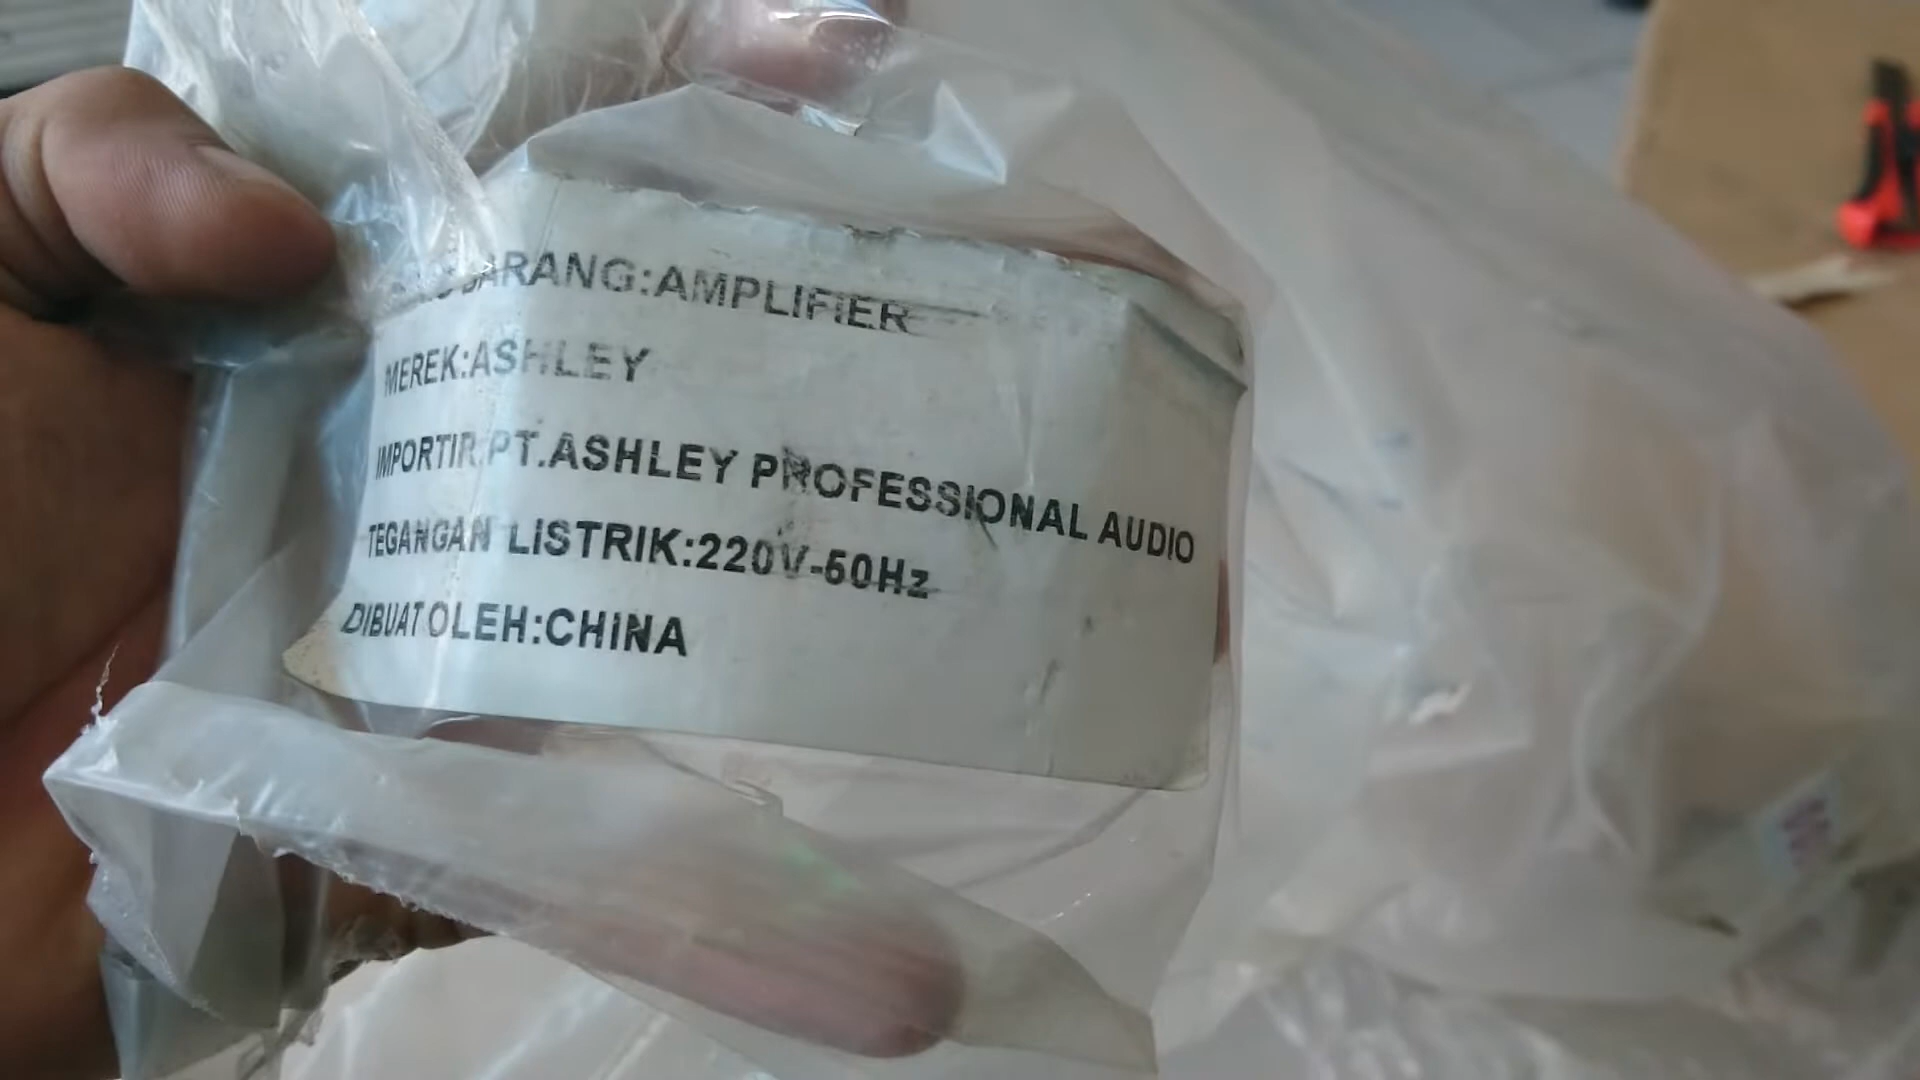 BARANG:AMPLIFIER
MEREK:ASHLEY
IMPORTIR:PT.ASHLEY PROFESSIONAL AUDIO
TEGANGAN LISTRIK:220V-50Hz
DIBUAT OLEH:CHINA